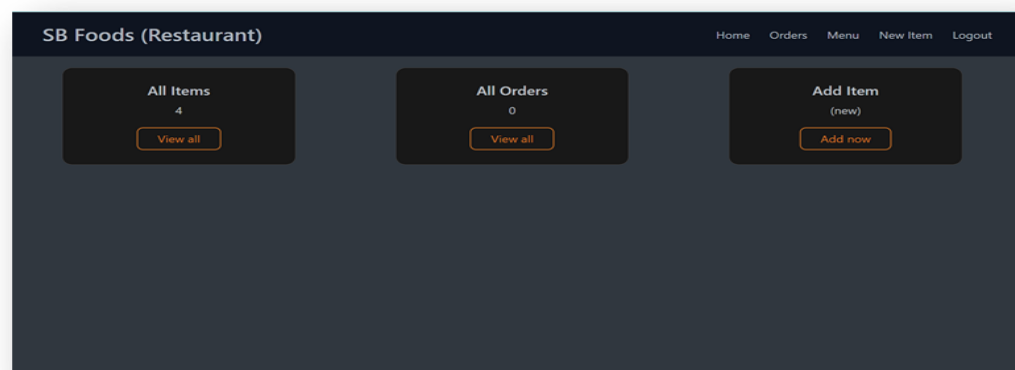 SB Foods (Restaurant)
Home Orders Menu New Item Logout
All Items
4
View all
All Orders
0
View all
Add Item
(new)
Add now